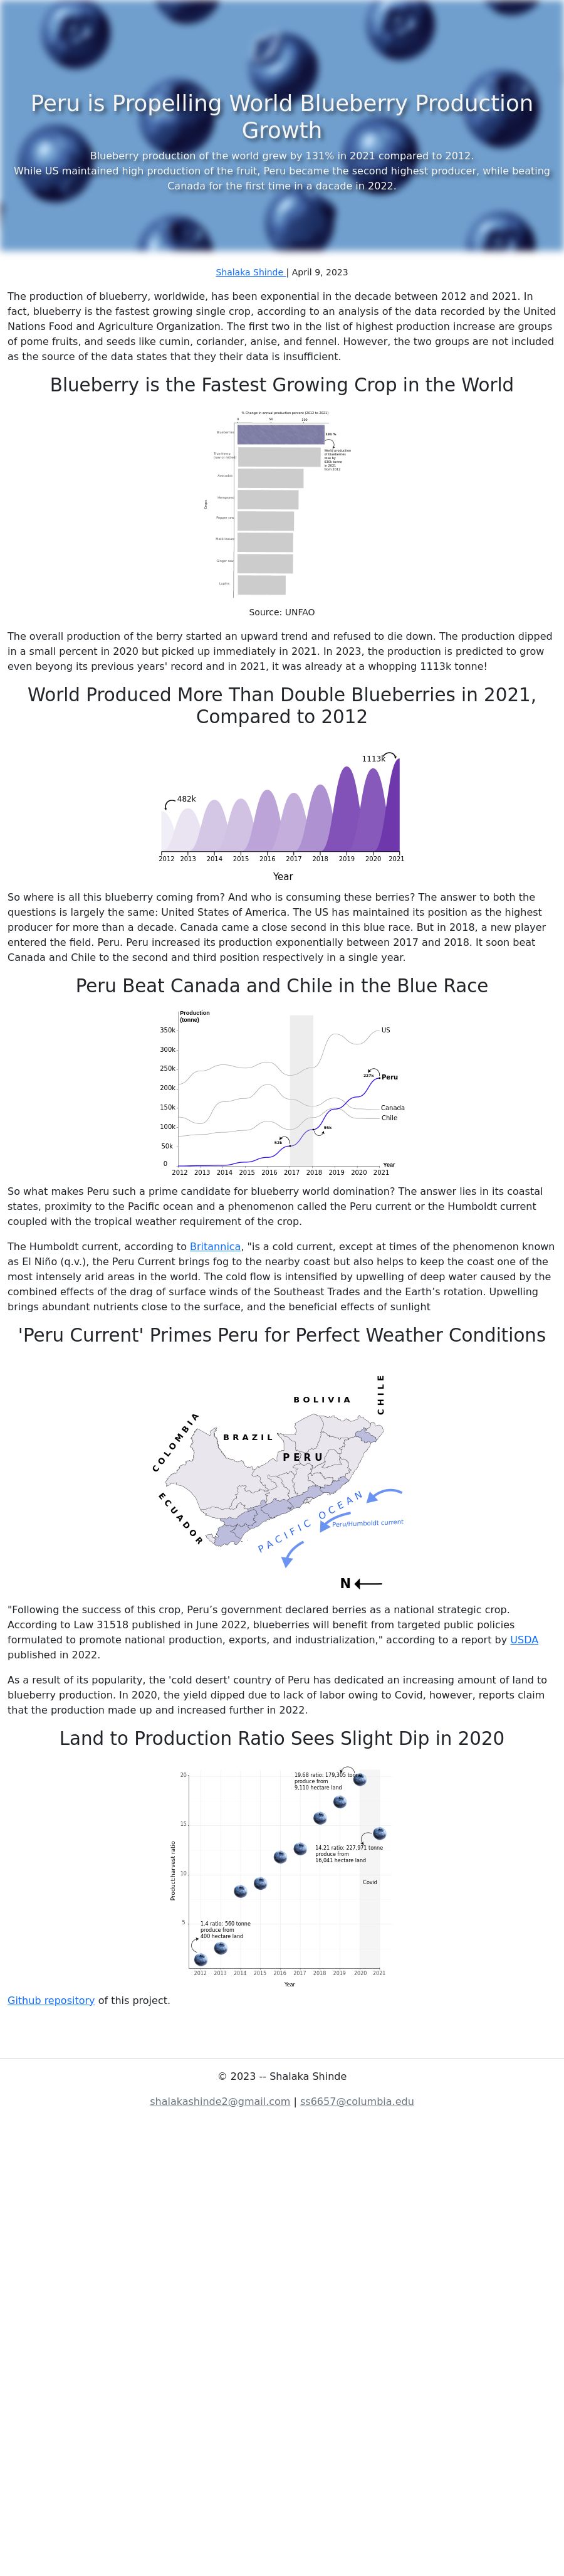 Peru is Propelling World Blueberry Production
Growth
Blueberry production of the world grew by 131% in 2021 compared to 2012.
While US maintained high production of the fruit, Peru became the second highest producer, while beating
Canada for the first time in a dacade in 2022.
Shalaka Shinde | April 9, 2023
The production of blueberry, worldwide, has been exponential in the decade between 2012 and 2021. In
fact, blueberry is the fastest growing single crop, according to an analysis of the data recorded by the United
Nations Food and Agriculture Organization. The first two in the list of highest production increase are groups
of pome fruits, and seeds like cumin, coriander, anise, and fennel. However, the two groups are not included
as the source of the data states that they their data is insufficient.
Blueberry is the Fastest Growing Crop in the World
% Change in annual production percent (2012 to 2021)
0 50 100
Blueberries
131 %
World production
of blueberries
grew by
630k tonne
in 2021
from 2012
Avocados
Crops
Lupins
Source: UNFAO
The overall production of the berry started an upward trend and refused to die down. The production dipped
in a small percent in 2020 but picked up immediately in 2021. In 2023, the production is predicted to grow
even beyong its previous years' record and in 2021, it was already at a whopping 1113k tonne!
World Produced More Than Double Blueberries in 2021,
Compared to 2012
1113k
482k
2012 2013 2014 2015 2016 2017 2018 2019 2020 2021
Year
So where is all this blueberry coming from? And who is consuming these berries? The answer to both the
questions is largely the same: United States of America. The US has maintained its position as the highest
producer for more than a decade. Canada came a close second in this blue race. But in 2018, a new player
entered the field. Peru. Peru increased its production exponentially between 2017 and 2018. It soon beat
Canada and Chile to the second and third position respectively in a single year.
Peru Beat Canada and Chile in the Blue Race
Production
(tonne)
350k
US
300k
250k
227k
Peru
200k
150k
Canada
Chile
100k
95k
50k
52k
0
Year
2012 2013 2014 2015 2016 2017 2018 2019 2020 2021
So what makes Peru such a prime candidate for blueberry world domination? The answer lies in its coastal
states, proximity to the Pacific ocean and a phenomenon called the Peru current or the Humboldt current
coupled with the tropical weather requirement of the crop.
The Humboldt current, according to Britannica, "is a cold current, except at times of the phenomenon known
as El Niño (q.v.), the Peru Current brings fog to the nearby coast but also helps to keep the coast one of the
most intensely arid areas in the world. The cold flow is intensified by upwelling of deep water caused by the
combined effects of the drag of surface winds of the Southeast Trades and the Earth’s rotation. Upwelling
brings abundant nutrients close to the surface, and the beneficial effects of sunlight
'Peru Current' Primes Peru for Perfect Weather Conditions
CHILE
BOLIVIA
COLOMBIA
BRAZIL
PERU
ECUADOR
PACIFIC OCEAN
Peru/Humboldt current
N
"Following the success of this crop, Peru’s government declared berries as a national strategic crop.
According to Law 31518 published in June 2022, blueberries will benefit from targeted public policies
formulated to promote national production, exports, and industrialization," according to a report by USDA
published in 2022.
As a result of its popularity, the 'cold desert' country of Peru has dedicated an increasing amount of land to
blueberry production. In 2020, the yield dipped due to lack of labor owing to Covid, however, reports claim
that the production made up and increased further in 2022.
Land to Production Ratio Sees Slight Dip in 2020
20
19.68 ratio: 179,305 tonne
produce from
9,110 hectare land
15
14.21 ratio: 227,971 tonne
produce from
16,041 hectare land
10
Covid
Product:harvest ratio
5
1.4 ratio: 560 tonne
produce from
400 hectare land
2012 2013 2014 2015 2016 2017 2018 2019 2020 2021
Year
Github repository of this project.
© 2023 -- Shalaka Shinde
shalakashinde2@gmail.com | ss6657@columbia.edu